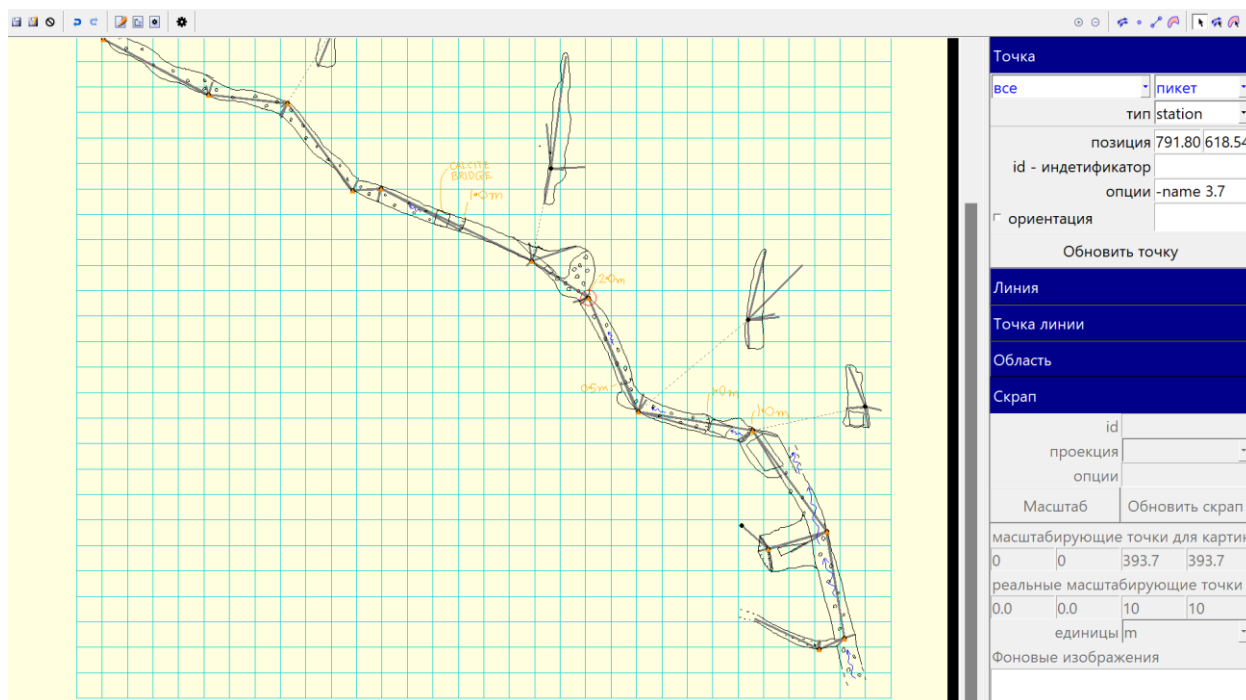 Точка
все
пикет
тип station
позиция 791.80 618.54
id - индетификатор
опции -name 3.7
ориентация
Обновить точку
Линия
Точка линии
Область
Скрап
id
проекция
опции
Масштаб
Обновить скрап
масштабирующие точки для картин
0 0 393.7 393.7
реальные масштабирующие точки
0.0 0.0 10 10
единицы m
Фоновые изображения
CALCITE
BRIDGE
1·0m
2·0m
0.5m
1·0m
1·0m